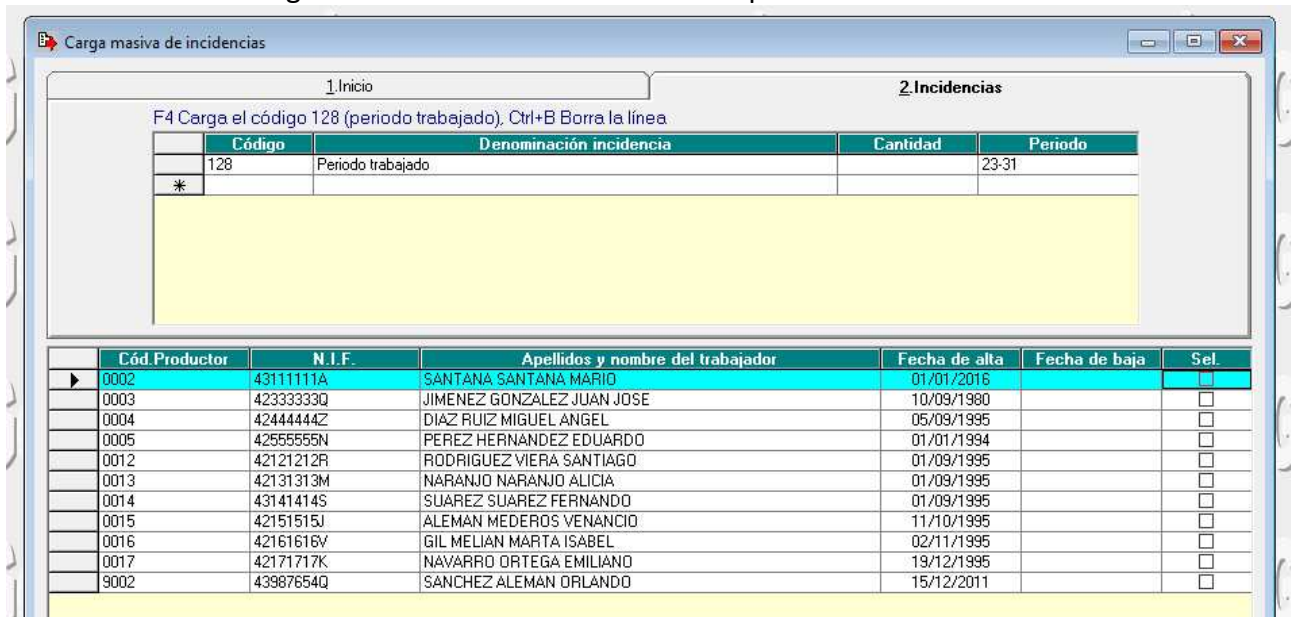 Carga masiva de incidencias
1.Inicio 2.Incidencias
F4 Carga el código 128 (periodo trabajado), Ctrl+B Borra la línea
Código Denominación incidencia Cantidad Periodo
128 Periodo trabajado 23-31
*
Cód.Productor N.I.F. Apellidos y nombre del trabajador Fecha de alta Fecha de baja Sel.
0002 43111111A SANTANA SANTANA MARIO 01/01/2016
0003 42333333Q JIMENEZ GONZALEZ JUAN JOSE 10/09/1980
0004 42444444Z DIAZ RUIZ MIGUEL ANGEL 05/09/1995
0005 42555555N PEREZ HERNANDEZ EDUARDO 01/01/1994
0012 42121212R RODRIGUEZ VIERA SANTIAGO 01/09/1995
0013 42131313M NARANJO NARANJO ALICIA 01/09/1995
0014 43141414S SUAREZ SUAREZ FERNANDO 01/09/1995
0015 42151515J ALEMAN MEDEROS VENANCIO 11/10/1995
0016 42161616V GIL MELIAN MARTA ISABEL 02/11/1995
0017 42171717K NAVARRO ORTEGA EMILIANO 19/12/1995
9002 43987654Q SANCHEZ ALEMAN ORLANDO 15/12/2011